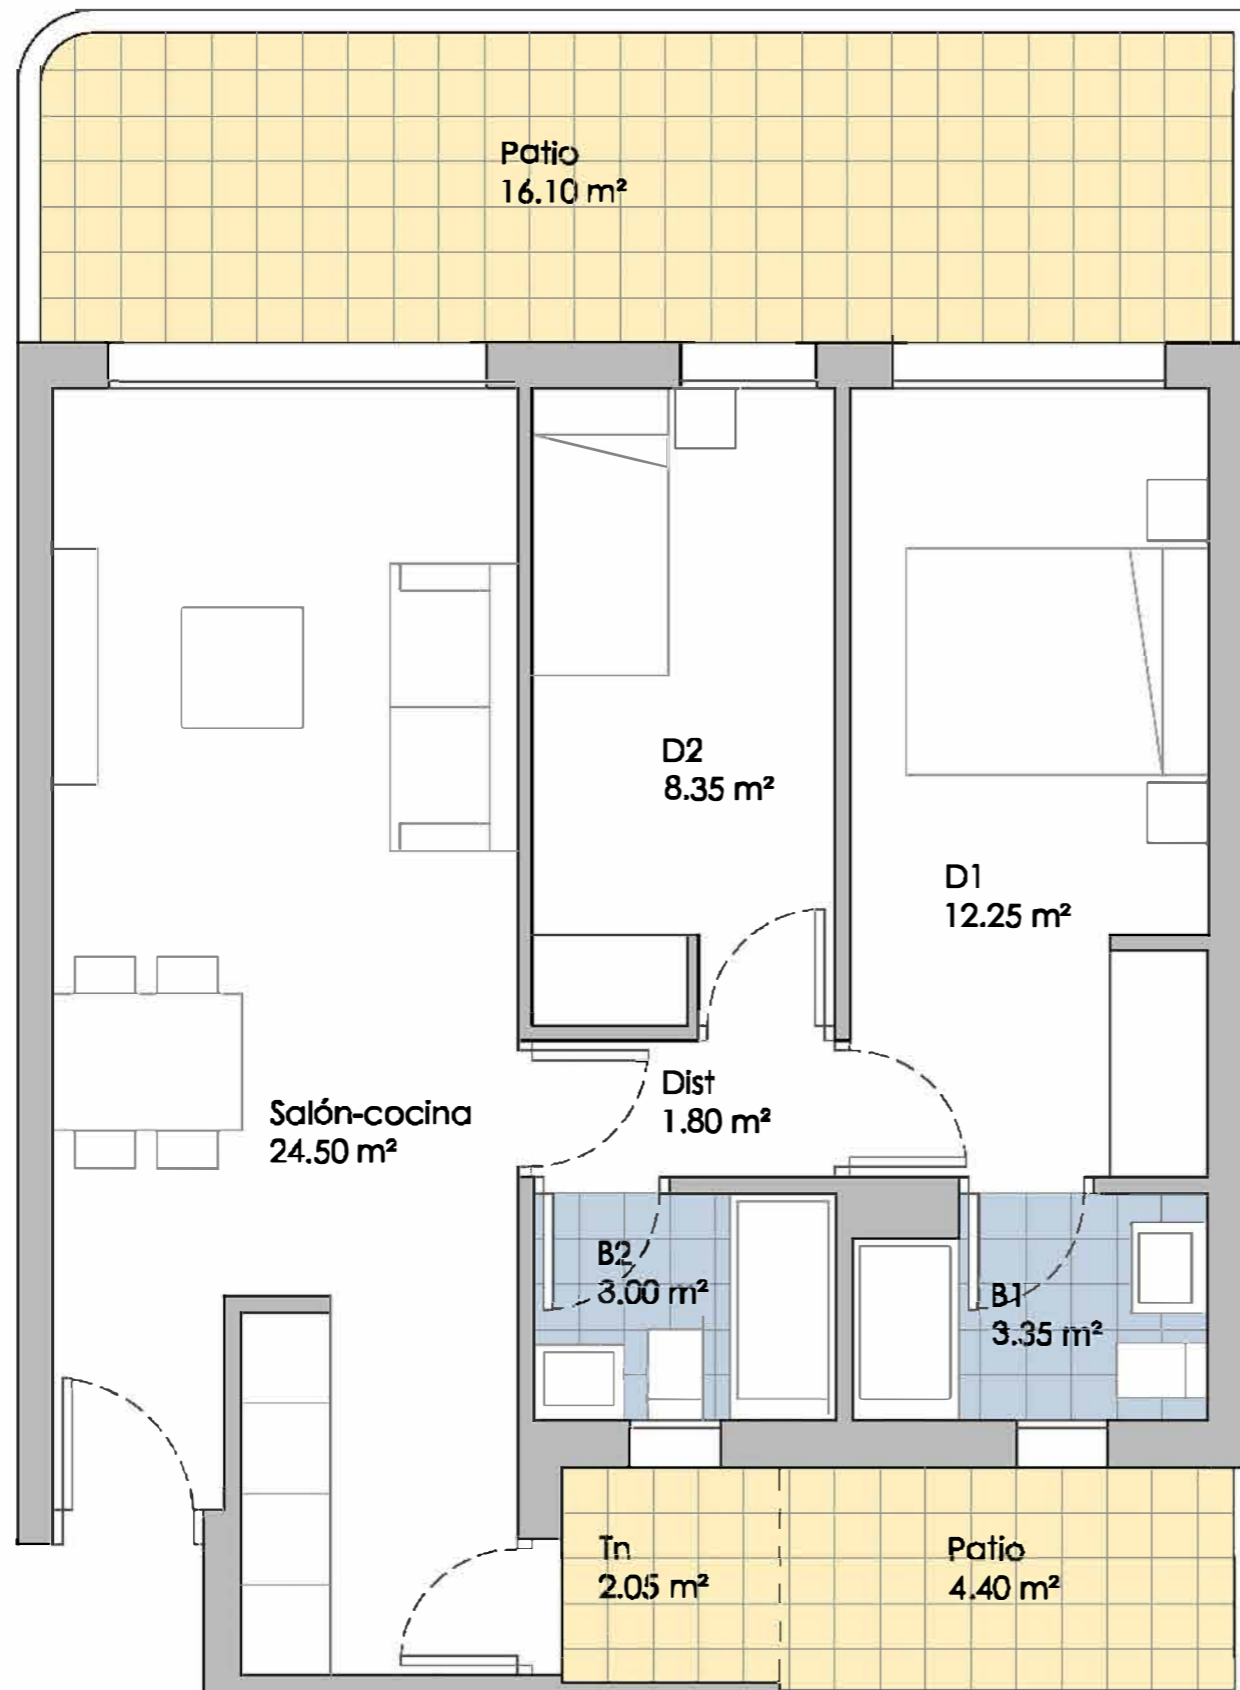 Patio
16.10 m²
D2
8.35 m²
D1
12.25 m²
Dist
1.80 m²
Salón-cocina
24.50 m²
B2
3.00 m²
B1
3.35 m²
Tn
2.05 m²
Patio
4.40 m²